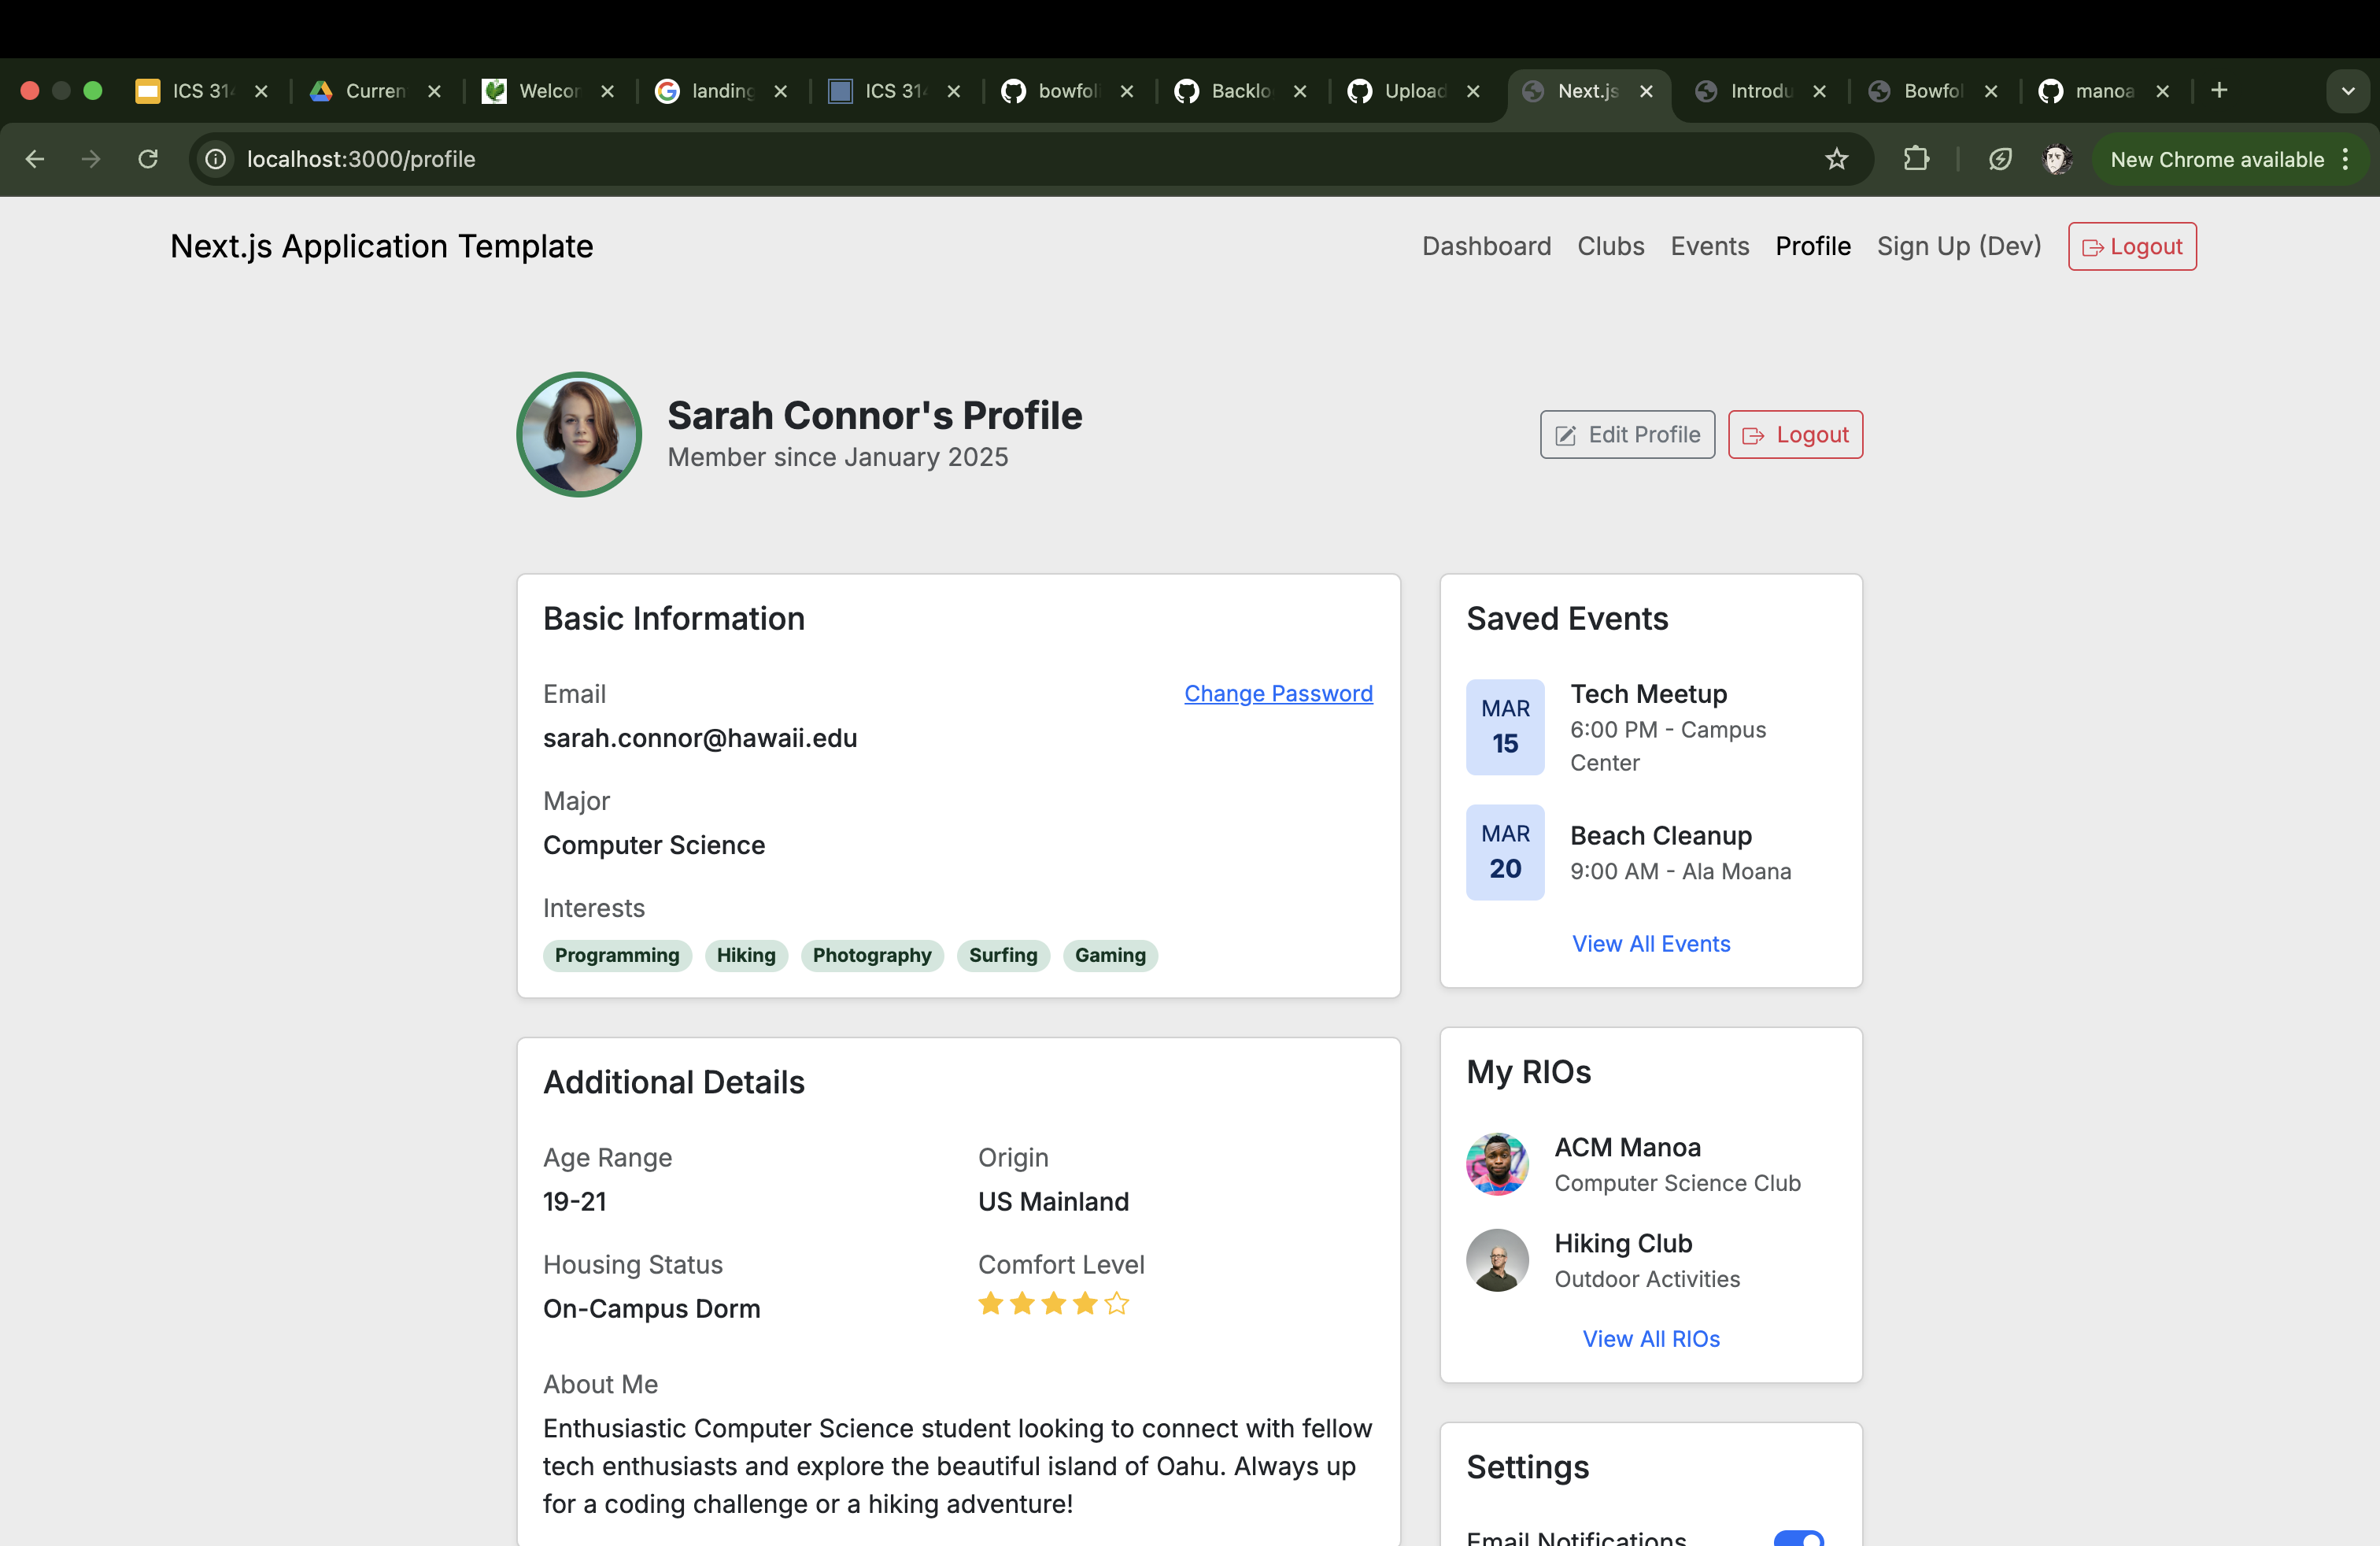 ICS 314
Curren
Welcom
landing
ICS 314
bowfoli
Backlo
Upload
Next.js
Introdu
Bowfol
manoa
localhost:3000/profile
New Chrome available
Next.js Application Template
Dashboard Clubs Events Profile Sign Up (Dev) Logout
Sarah Connor's Profile
Member since January 2025
Edit Profile Logout
Basic Information
Email
Change Password
sarah.connor@hawaii.edu
Major
Computer Science
Interests
Programming Hiking Photography Surfing Gaming
Additional Details
Age Range
19-21
Origin
US Mainland
Housing Status
On-Campus Dorm
Comfort Level
About Me
Enthusiastic Computer Science student looking to connect with fellow
tech enthusiasts and explore the beautiful island of Oahu. Always up
for a coding challenge or a hiking adventure!
Saved Events
MAR
15
Tech Meetup
6:00 PM - Campus
Center
MAR
20
Beach Cleanup
9:00 AM - Ala Moana
View All Events
My RIOs
ACM Manoa
Computer Science Club
Hiking Club
Outdoor Activities
View All RIOs
Settings
Email Notifications